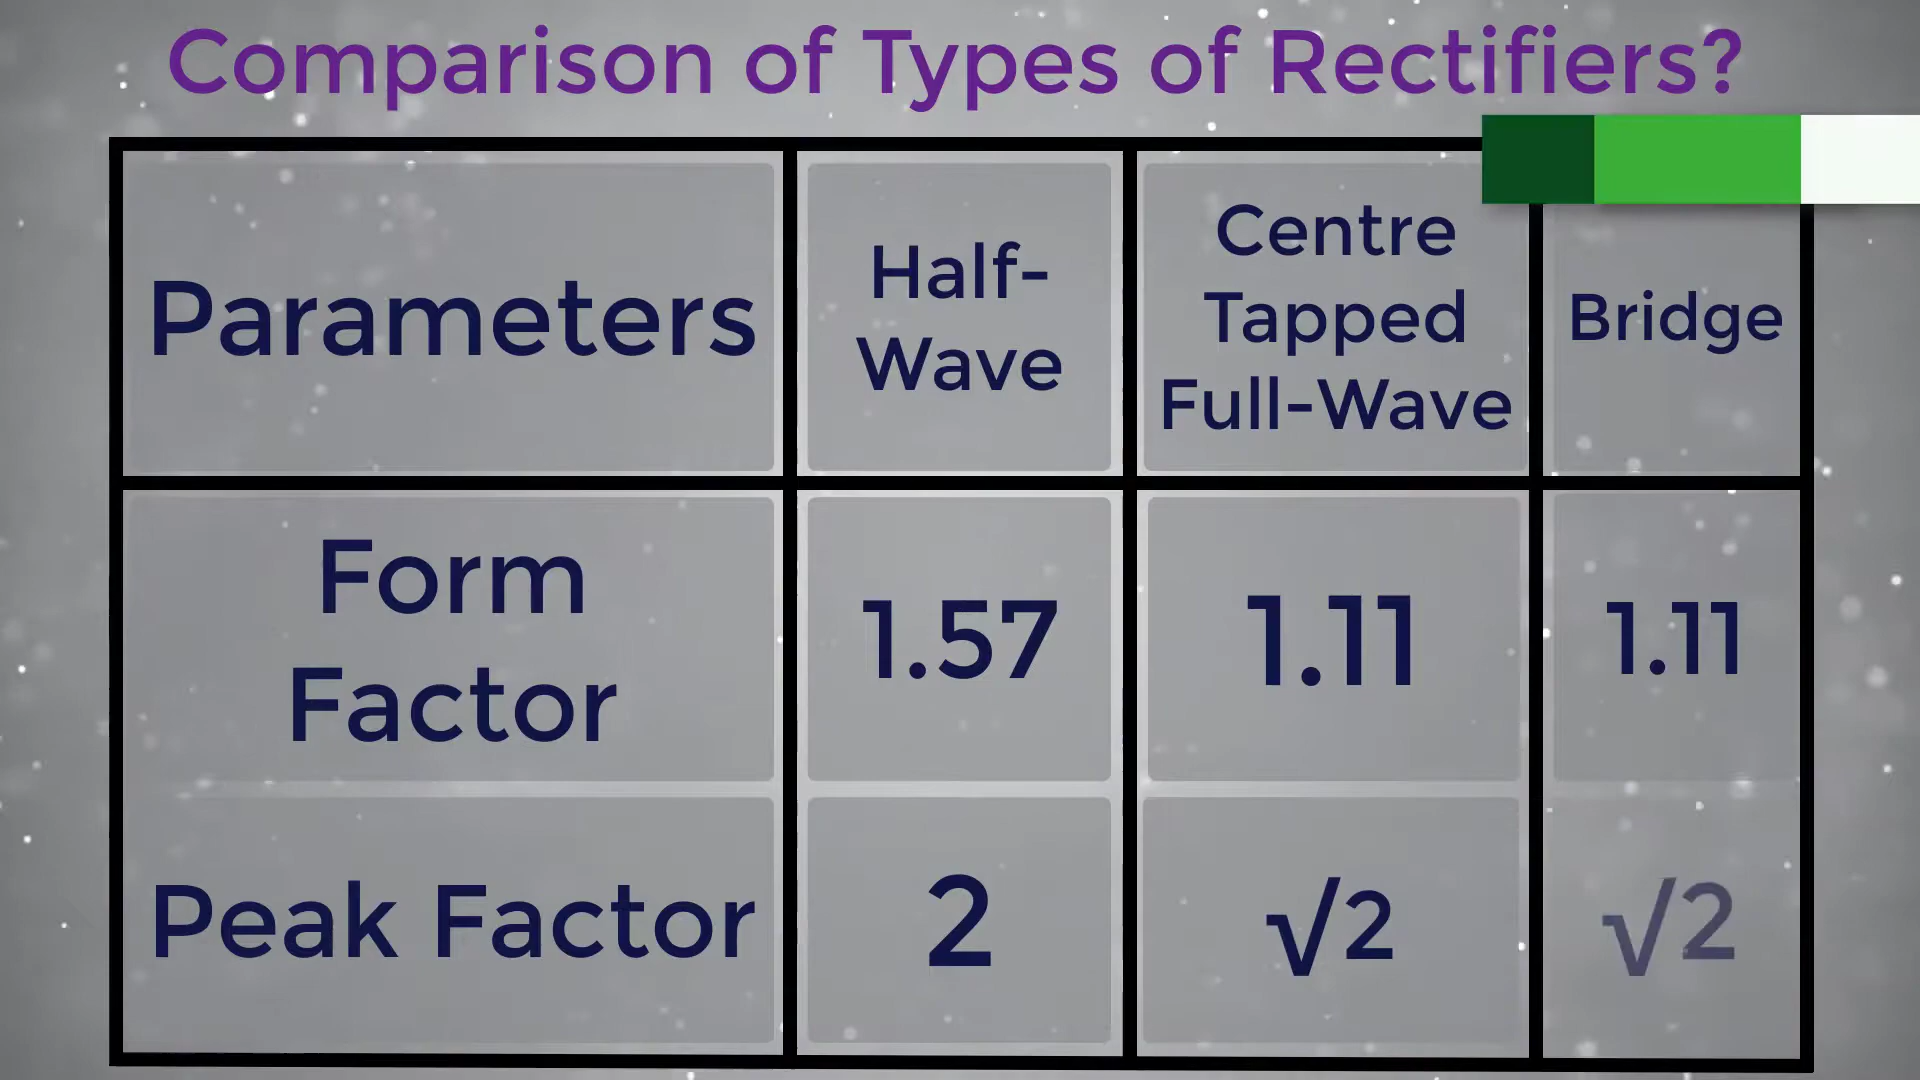 Comparison of Types of Rectifiers?
Parameters
Half-
Wave
Centre
Tapped
Full-Wave
Bridge
Form
Factor
1.57
1.11
1.11
Peak Factor
2
√2
√2